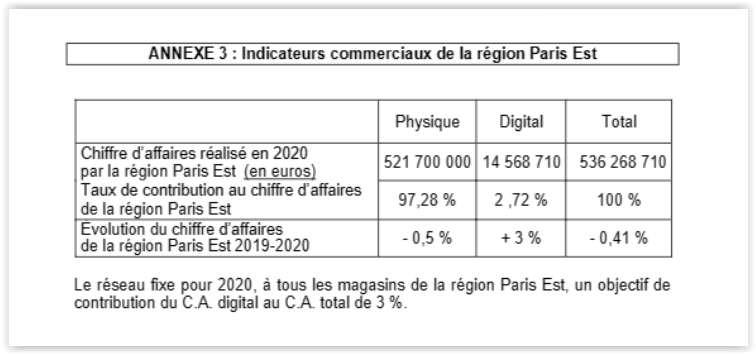 ANNEXE 3 : Indicateurs commerciaux de la région Paris Est
Physique Digital Total
Chiffre d'affaires réalisé en 2020
par la région Paris Est (en euros) 521 700 000 14 568 710 536 268 710
Taux de contribution au chiffre d'affaires
de la région Paris Est 97,28 % 2 ,72 % 100 %
Evolution du chiffre d'affaires
de la région Paris Est 2019-2020 - 0,5 % + 3 % - 0,41 %
Le réseau fixe pour 2020, à tous les magasins de la région Paris Est, un objectif de
contribution du C.A. digital au C.A. total de 3 %.